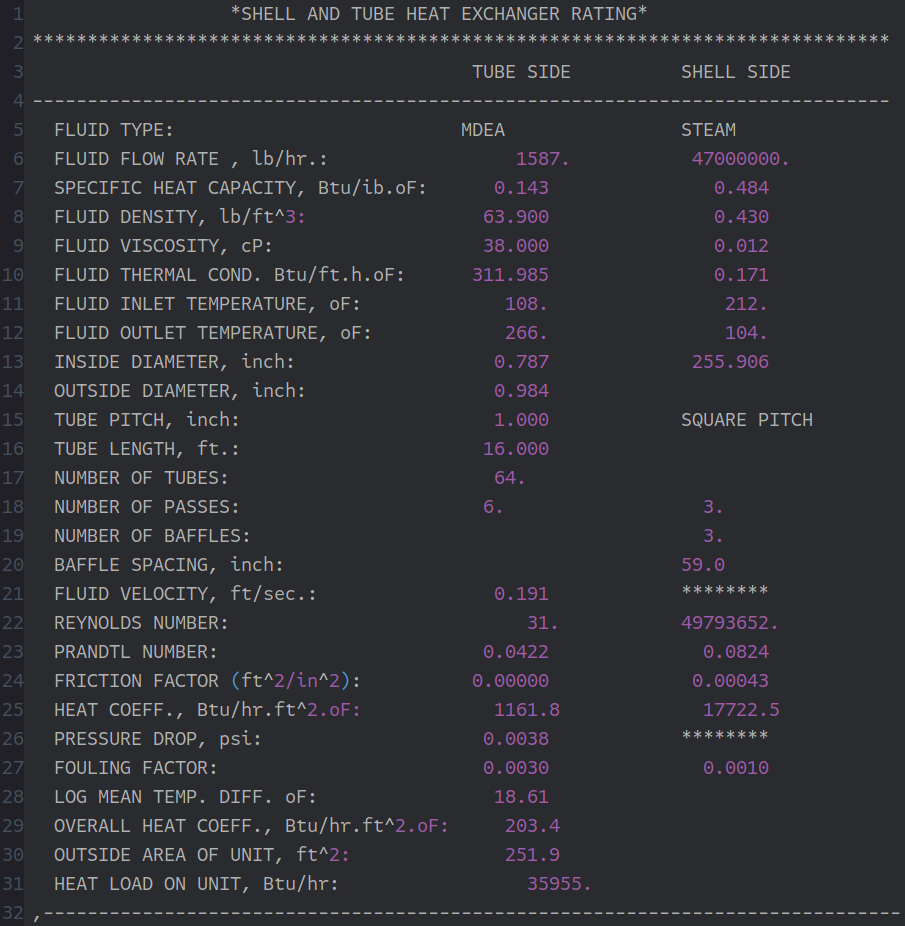 1 *SHELL AND TUBE HEAT EXCHANGER RATING*
2 ******************************************************************************
3 TUBE SIDE SHELL SIDE
4 ------------------------------------------------------------------------------
5 FLUID TYPE: MDEA STEAM
6 FLUID FLOW RATE , lb/hr.: 1587. 47000000.
7 SPECIFIC HEAT CAPACITY, Btu/ib.oF: 0.143 0.484
8 FLUID DENSITY, lb/ft^3: 63.900 0.430
9 FLUID VISCOSITY, cP: 38.000 0.012
10 FLUID THERMAL COND. Btu/ft.h.oF: 311.985 0.171
11 FLUID INLET TEMPERATURE, oF: 108. 212.
12 FLUID OUTLET TEMPERATURE, oF: 266. 104.
13 INSIDE DIAMETER, inch: 0.787 255.906
14 OUTSIDE DIAMETER, inch: 0.984
15 TUBE PITCH, inch: 1.000 SQUARE PITCH
16 TUBE LENGTH, ft.: 16.000
17 NUMBER OF TUBES: 64.
18 NUMBER OF PASSES: 6. 3.
19 NUMBER OF BAFFLES: 3.
20 BAFFLE SPACING, inch: 59.0
21 FLUID VELOCITY, ft/sec.: 0.191 ********
22 REYNOLDS NUMBER: 31. 49793652.
23 PRANDTL NUMBER: 0.0422 0.0824
24 FRICTION FACTOR (ft^2/in^2): 0.00000 0.00043
25 HEAT COEFF., Btu/hr.ft^2.oF: 1161.8 17722.5
26 PRESSURE DROP, psi: 0.0038 ********
27 FOULING FACTOR: 0.0030 0.0010
28 LOG MEAN TEMP. DIFF. oF: 18.61
29 OVERALL HEAT COEFF., Btu/hr.ft^2.oF: 203.4
30 OUTSIDE AREA OF UNIT, ft^2: 251.9
31 HEAT LOAD ON UNIT, Btu/hr: 35955.
32 ,------------------------------------------------------------------------------